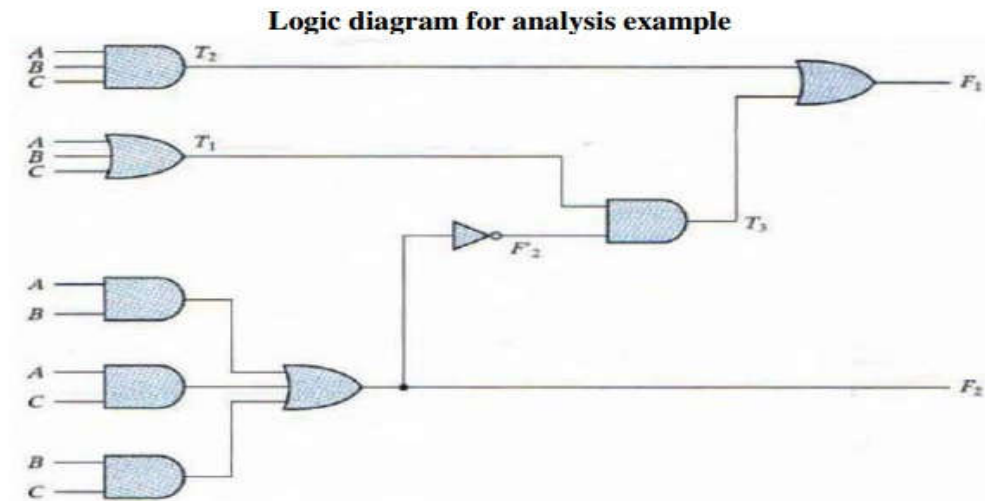 Logic diagram for analysis example
A
B
C
T₂
F₁
A
B
C
T₁
T₃
F'₂
A
B
A
C
F₂
B
C